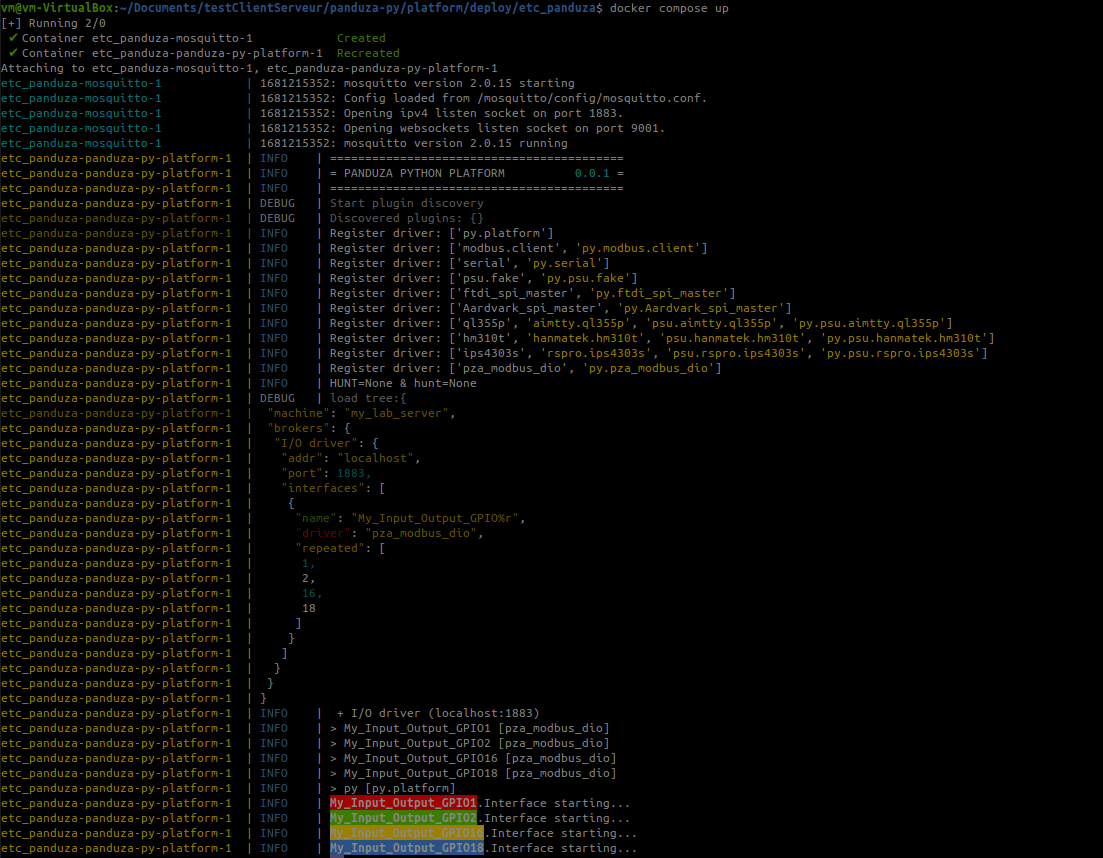 vm@vm-VirtualBox:~/Documents/testClientServeur/panduza-py/platform/deploy/etc_panduza$ docker compose up
[+] Running 2/0
✔ Container etc_panduza-mosquitto-1 Created
✔ Container etc_panduza-panduza-py-platform-1 Recreated
Attaching to etc_panduza-mosquitto-1, etc_panduza-panduza-py-platform-1
etc_panduza-mosquitto-1 | 1681215352: mosquitto version 2.0.15 starting
etc_panduza-mosquitto-1 | 1681215352: Config loaded from /mosquitto/config/mosquitto.conf.
etc_panduza-mosquitto-1 | 1681215352: Opening ipv4 listen socket on port 1883.
etc_panduza-mosquitto-1 | 1681215352: Opening websockets listen socket on port 9001.
etc_panduza-mosquitto-1 | 1681215352: mosquitto version 2.0.15 running
etc_panduza-panduza-py-platform-1 | INFO | ==========================================
etc_panduza-panduza-py-platform-1 | INFO | = PANDUZA PYTHON PLATFORM 0.0.1 =
etc_panduza-panduza-py-platform-1 | INFO | ==========================================
etc_panduza-panduza-py-platform-1 | DEBUG | Start plugin discovery
etc_panduza-panduza-py-platform-1 | DEBUG | Discovered plugins: {}
etc_panduza-panduza-py-platform-1 | INFO | Register driver: ['py.platform']
etc_panduza-panduza-py-platform-1 | INFO | Register driver: ['modbus.client', 'py.modbus.client']
etc_panduza-panduza-py-platform-1 | INFO | Register driver: ['serial', 'py.serial']
etc_panduza-panduza-py-platform-1 | INFO | Register driver: ['psu.fake', 'py.psu.fake']
etc_panduza-panduza-py-platform-1 | INFO | Register driver: ['ftdi_spi_master', 'py.ftdi_spi_master']
etc_panduza-panduza-py-platform-1 | INFO | Register driver: ['Aardvark_spi_master', 'py.Aardvark_spi_master']
etc_panduza-panduza-py-platform-1 | INFO | Register driver: ['ql355p', 'aimtty.ql355p', 'psu.aimtty.ql355p', 'py.psu.aimtty.ql355p']
etc_panduza-panduza-py-platform-1 | INFO | Register driver: ['hm310t', 'hanmatek.hm310t', 'psu.hanmatek.hm310t', 'py.psu.hanmatek.hm310t']
etc_panduza-panduza-py-platform-1 | INFO | Register driver: ['ips4303s', 'rspro.ips4303s', 'psu.rspro.ips4303s', 'py.psu.rspro.ips4303s']
etc_panduza-panduza-py-platform-1 | INFO | Register driver: ['pza_modbus_dio', 'py.pza_modbus_dio']
etc_panduza-panduza-py-platform-1 | INFO | HUNT=None & hunt=None
etc_panduza-panduza-py-platform-1 | DEBUG | load tree:{
etc_panduza-panduza-py-platform-1 | "machine": "my_lab_server",
etc_panduza-panduza-py-platform-1 | "brokers": {
etc_panduza-panduza-py-platform-1 | "I/O driver": {
etc_panduza-panduza-py-platform-1 | "addr": "localhost",
etc_panduza-panduza-py-platform-1 | "port": 1883,
etc_panduza-panduza-py-platform-1 | "interfaces": [
etc_panduza-panduza-py-platform-1 | {
etc_panduza-panduza-py-platform-1 | "name": "My_Input_Output_GPIO%r",
etc_panduza-panduza-py-platform-1 | "driver": "pza_modbus_dio",
etc_panduza-panduza-py-platform-1 | "repeated": [
etc_panduza-panduza-py-platform-1 | 1,
etc_panduza-panduza-py-platform-1 | 2,
etc_panduza-panduza-py-platform-1 | 16,
etc_panduza-panduza-py-platform-1 | 18
etc_panduza-panduza-py-platform-1 | ]
etc_panduza-panduza-py-platform-1 | }
etc_panduza-panduza-py-platform-1 | ]
etc_panduza-panduza-py-platform-1 | }
etc_panduza-panduza-py-platform-1 | }
etc_panduza-panduza-py-platform-1 | }
etc_panduza-panduza-py-platform-1 | INFO | + I/O driver (localhost:1883)
etc_panduza-panduza-py-platform-1 | INFO | > My_Input_Output_GPIO1 [pza_modbus_dio]
etc_panduza-panduza-py-platform-1 | INFO | > My_Input_Output_GPIO2 [pza_modbus_dio]
etc_panduza-panduza-py-platform-1 | INFO | > My_Input_Output_GPIO16 [pza_modbus_dio]
etc_panduza-panduza-py-platform-1 | INFO | > My_Input_Output_GPIO18 [pza_modbus_dio]
etc_panduza-panduza-py-platform-1 | INFO | > py [py.platform]
etc_panduza-panduza-py-platform-1 | INFO | My_Input_Output_GPIO1.Interface starting...
etc_panduza-panduza-py-platform-1 | INFO | My_Input_Output_GPIO2.Interface starting...
etc_panduza-panduza-py-platform-1 | INFO | My_Input_Output_GPIO16.Interface starting...
etc_panduza-panduza-py-platform-1 | INFO | My_Input_Output_GPIO18.Interface starting...